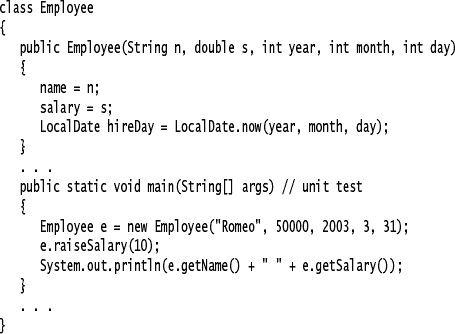 class Employee
{
   public Employee(String n, double s, int year, int month, int day)
   {
      name = n;
      salary = s;
      LocalDate hireDay = LocalDate.now(year, month, day);
   }
   . . .
   public static void main(String[] args) // unit test
   {
      Employee e = new Employee("Romeo", 50000, 2003, 3, 31);
      e.raiseSalary(10);
      System.out.println(e.getName() + " " + e.getSalary());
   }
   . . .
}